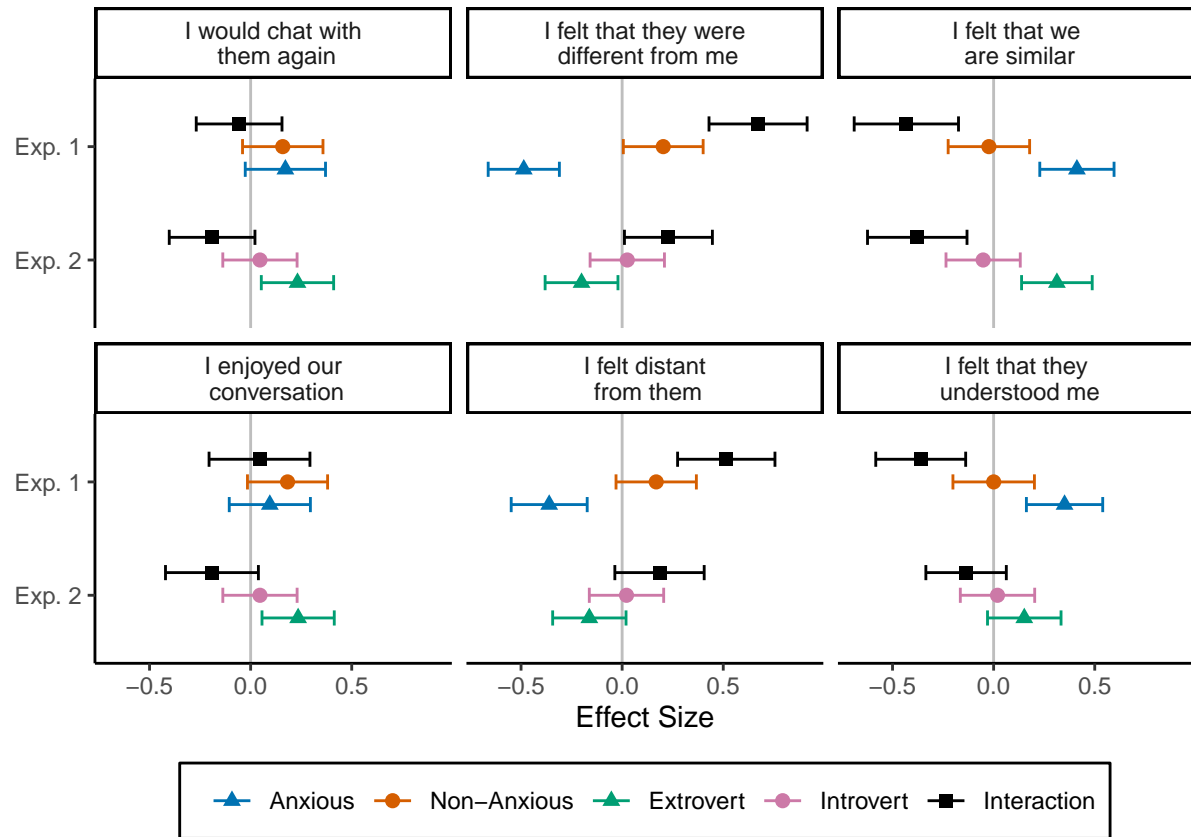 I would chat with
them again
I felt that they were
different from me
I felt that we
are similar
Exp. 1
Exp. 2
I enjoyed our
conversation
I felt distant
from them
I felt that they
understood me
Exp. 1
Exp. 2
−0.5 0.0 0.5 −0.5 0.0 0.5 −0.5 0.0 0.5
Effect Size
Anxious Non−Anxious Extrovert Introvert Interaction